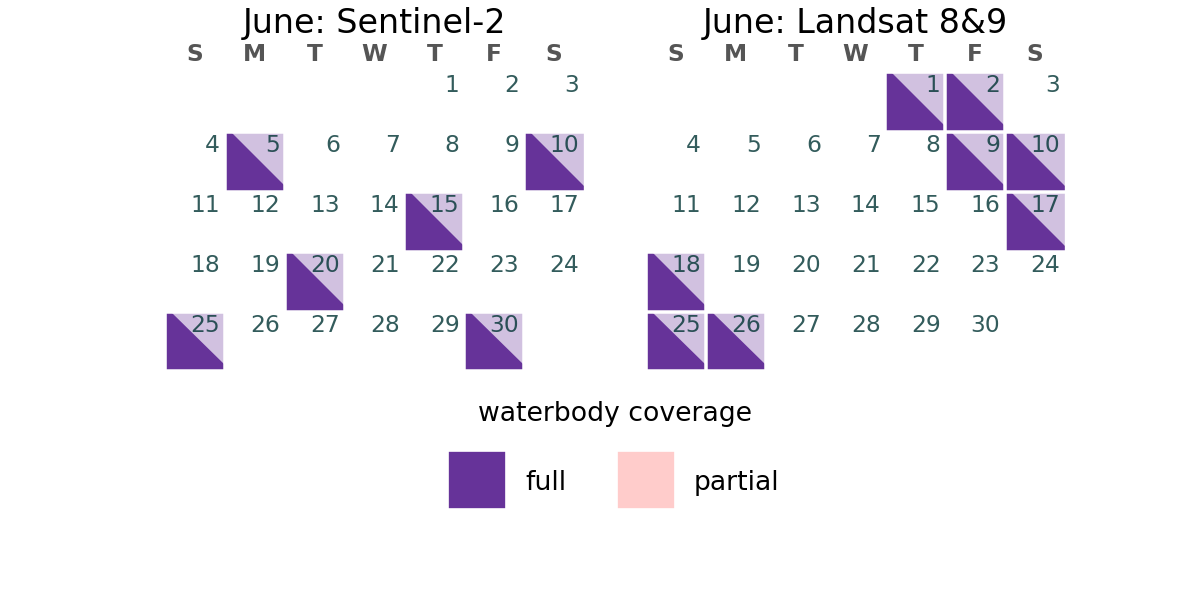 June: Sentinel-2
S M T W T F S
1 2 3
4 5 6 7 8 9 10
11 12 13 14 15 16 17
18 19 20 21 22 23 24
25 26 27 28 29 30
June: Landsat 8&9
S M T W T F S
1 2 3
4 5 6 7 8 9 10
11 12 13 14 15 16 17
18 19 20 21 22 23 24
25 26 27 28 29 30
waterbody coverage
full partial